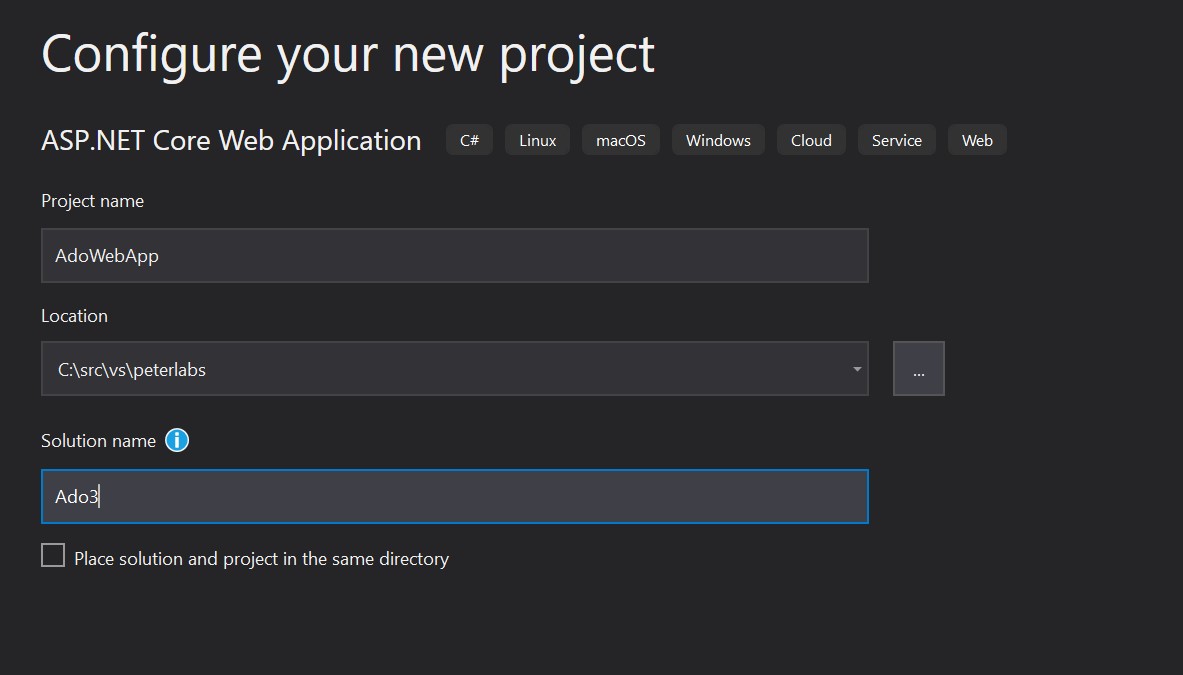 Configure your new project
ASP.NET Core Web Application C# Linux macOS Windows Cloud Service Web
Project name
AdoWebApp
Location
C:\src\vs\peterlabs
...
Solution name
Ado3
Place solution and project in the same directory